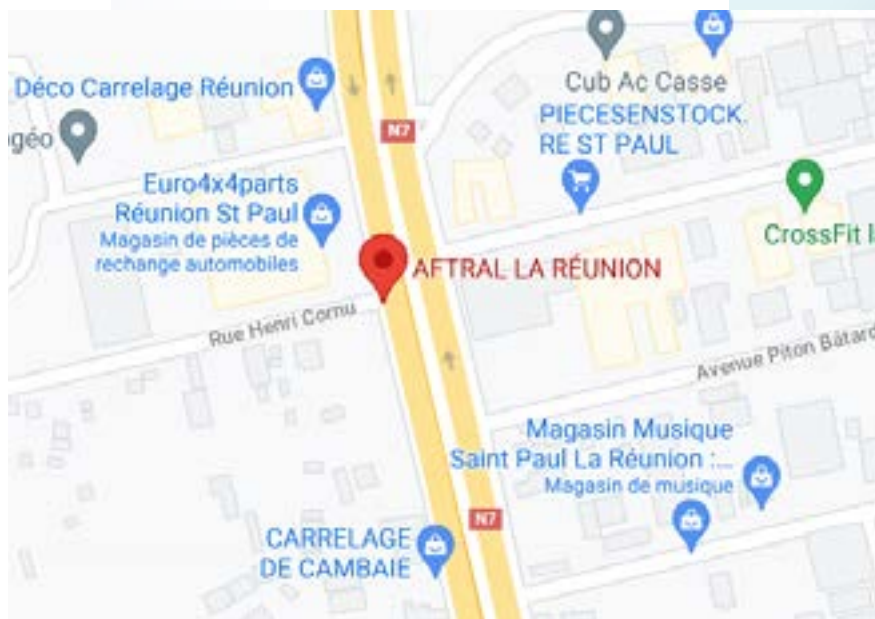 Cub Ac Casse
Déco Carrelage Réunion
PIECESENSTOCK.
RE ST PAUL
N7
géo
Euro4x4parts
Réunion St Paul
Magasin de pièces de
rechange automobiles
CrossFit
AFTRAL LA RÉUNION
Rue Henri Cornu
Avenue Piton Bâtard
Magasin Musique
Saint Paul La Réunion :...
Magasin de musique
N7
CARRELAGE
DE CAMBAIE